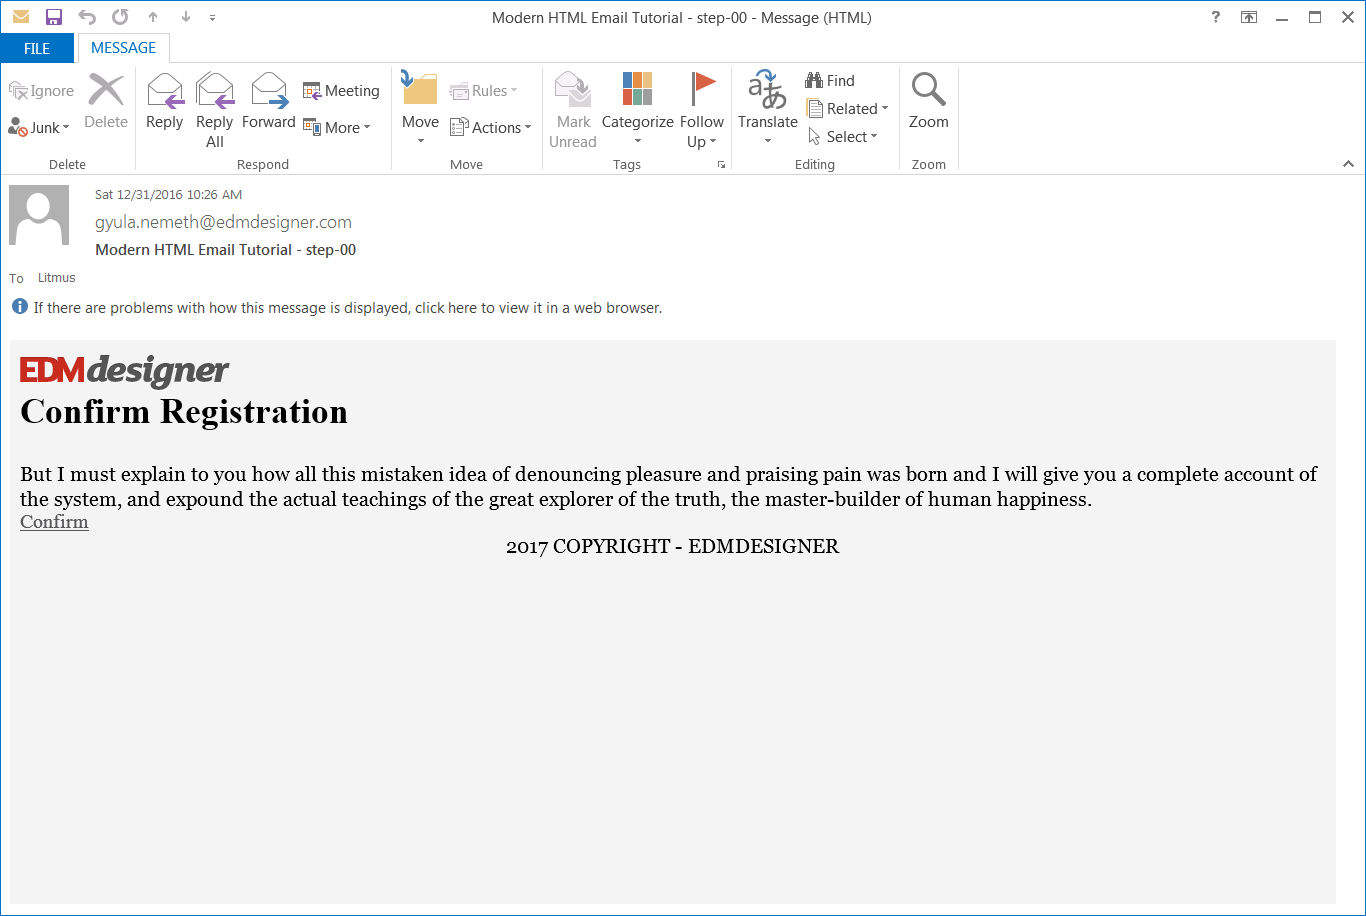 Modern HTML Email Tutorial - step-00 - Message (HTML)
?
FILE
MESSAGE
Ignore
Junk
Delete
Delete
Reply
Reply All
Forward
Meeting
More
Respond
Move
Rules
Actions
Move
Mark Unread
Categorize
Follow Up
Tags
Translate
Find
Related
Select
Editing
Zoom
Zoom
Sat 12/31/2016 10:26 AM
gyula.nemeth@edmdesigner.com
Modern HTML Email Tutorial - step-00
To Litmus
If there are problems with how this message is displayed, click here to view it in a web browser.
EDMdesigner
Confirm Registration
But I must explain to you how all this mistaken idea of denouncing pleasure and praising pain was born and I will give you a complete account of
the system, and expound the actual teachings of the great explorer of the truth, the master-builder of human happiness.
Confirm
2017 COPYRIGHT - EDMDESIGNER